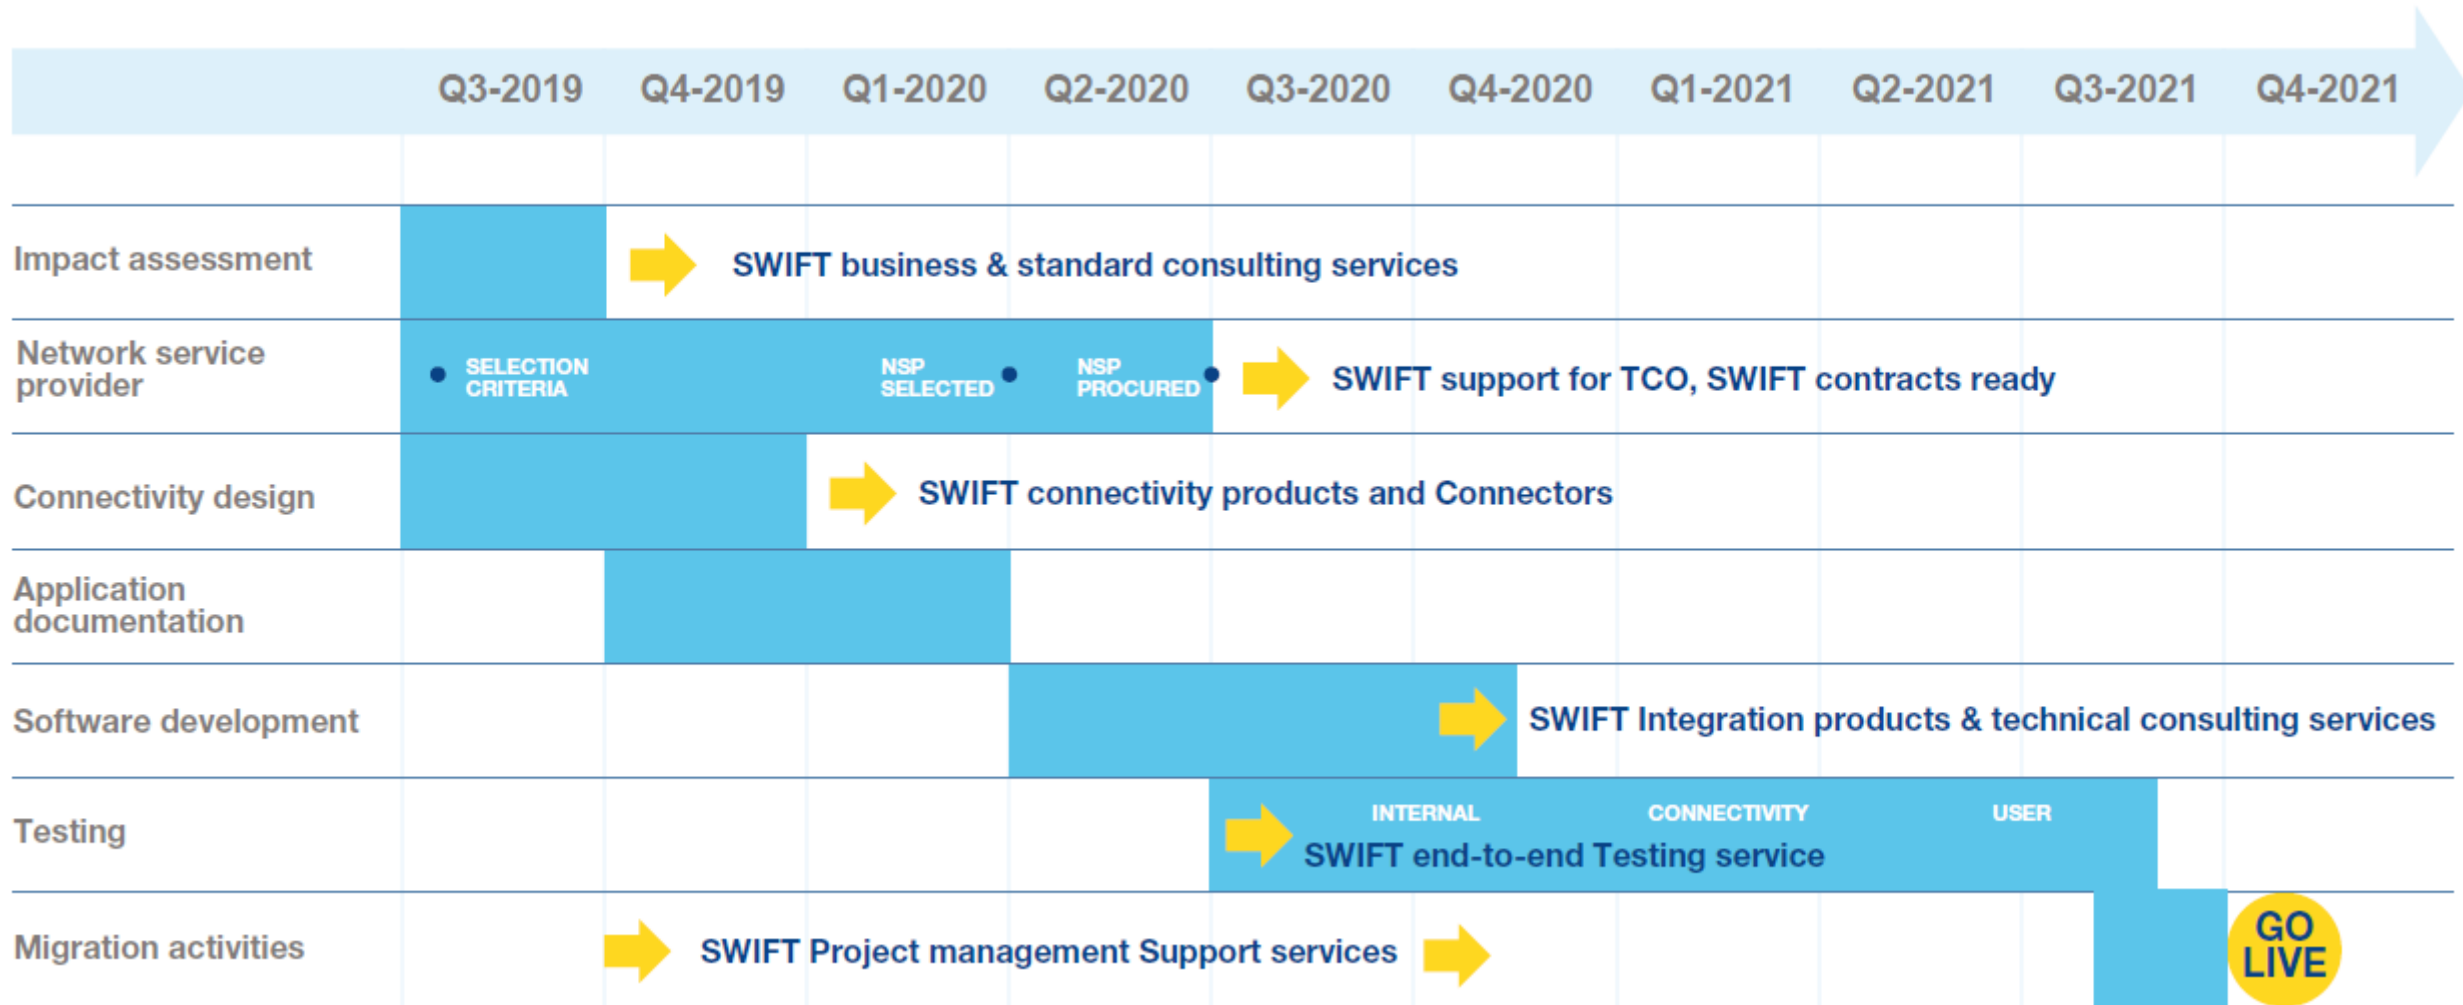 Q3-2019 Q4-2019 Q1-2020 Q2-2020 Q3-2020 Q4-2020 Q1-2021 Q2-2021 Q3-2021 Q4-2021
Impact assessment
SWIFT business & standard consulting services
Network service
provider
SELECTION
CRITERIA
NSP
SELECTED
NSP
PROCURED
SWIFT support for TCO, SWIFT contracts ready
Connectivity design
SWIFT connectivity products and Connectors
Application
documentation
Software development
SWIFT Integration products & technical consulting services
Testing
INTERNAL CONNECTIVITY USER
SWIFT end-to-end Testing service
Migration activities
SWIFT Project management Support services
GO
LIVE